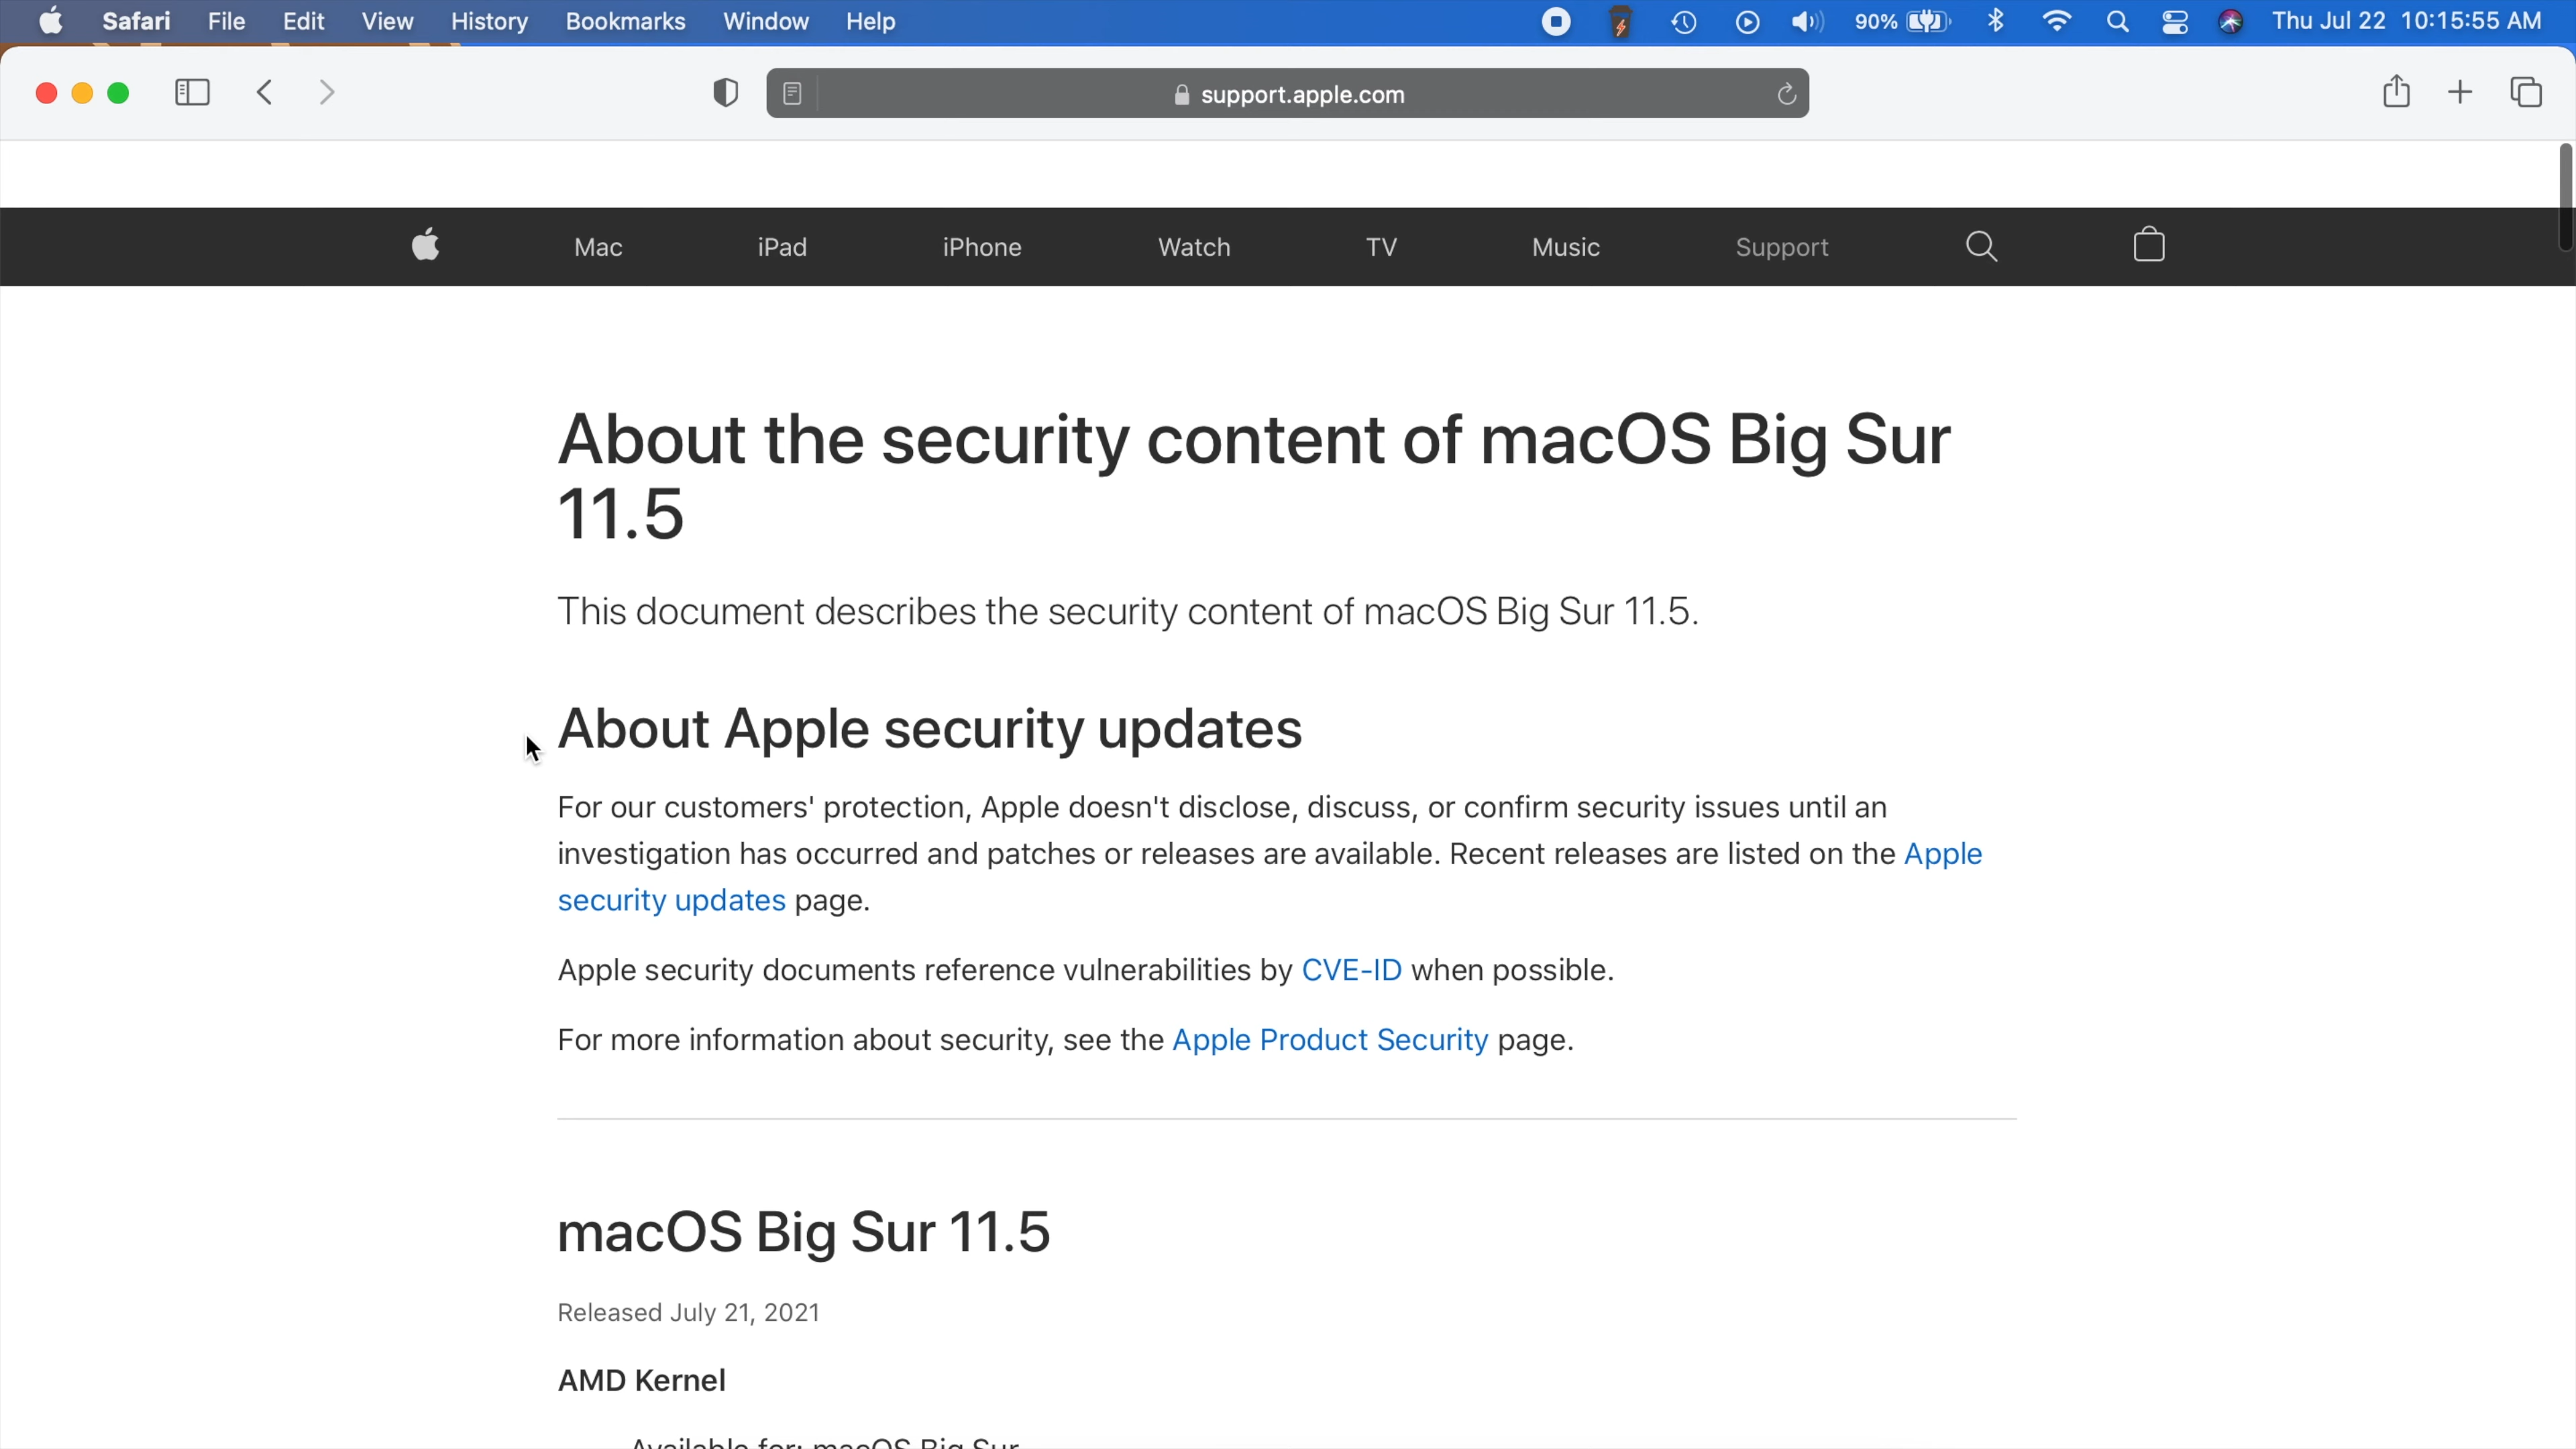 Safari File Edit View History Bookmarks Window Help 90% Thu Jul 22 10:15:55 AM
support.apple.com
Mac iPad iPhone Watch TV Music Support
About the security content of macOS Big Sur
11.5
This document describes the security content of macOS Big Sur 11.5.
About Apple security updates
For our customers' protection, Apple doesn't disclose, discuss, or confirm security issues until an
investigation has occurred and patches or releases are available. Recent releases are listed on the Apple
security updates page.
Apple security documents reference vulnerabilities by CVE-ID when possible.
For more information about security, see the Apple Product Security page.
macOS Big Sur 11.5
Released July 21, 2021
AMD Kernel
Available for: macOS Big Sur